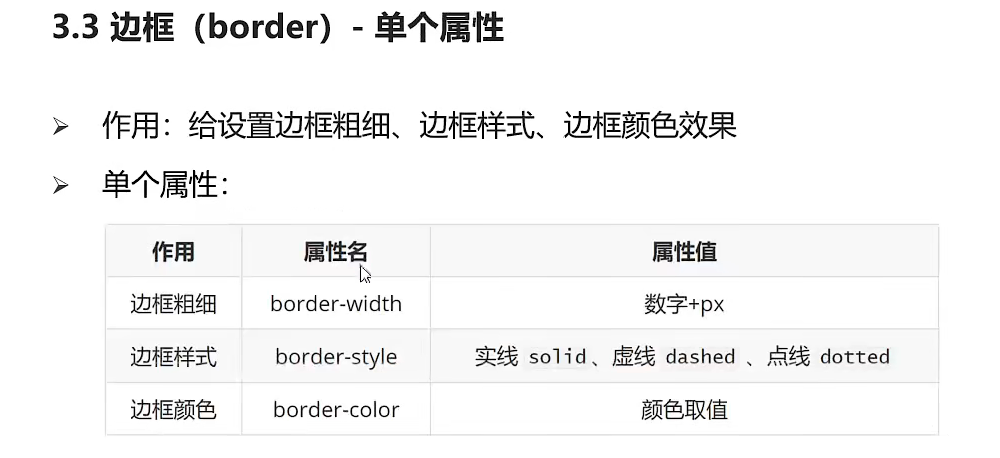 3.3 边框（border）- 单个属性
作用：给设置边框粗细、边框样式、边框颜色效果
单个属性：
作用 属性名 属性值
边框粗细 border-width 数字+px
边框样式 border-style 实线 solid、虚线 dashed 、点线 dotted
边框颜色 border-color 颜色取值